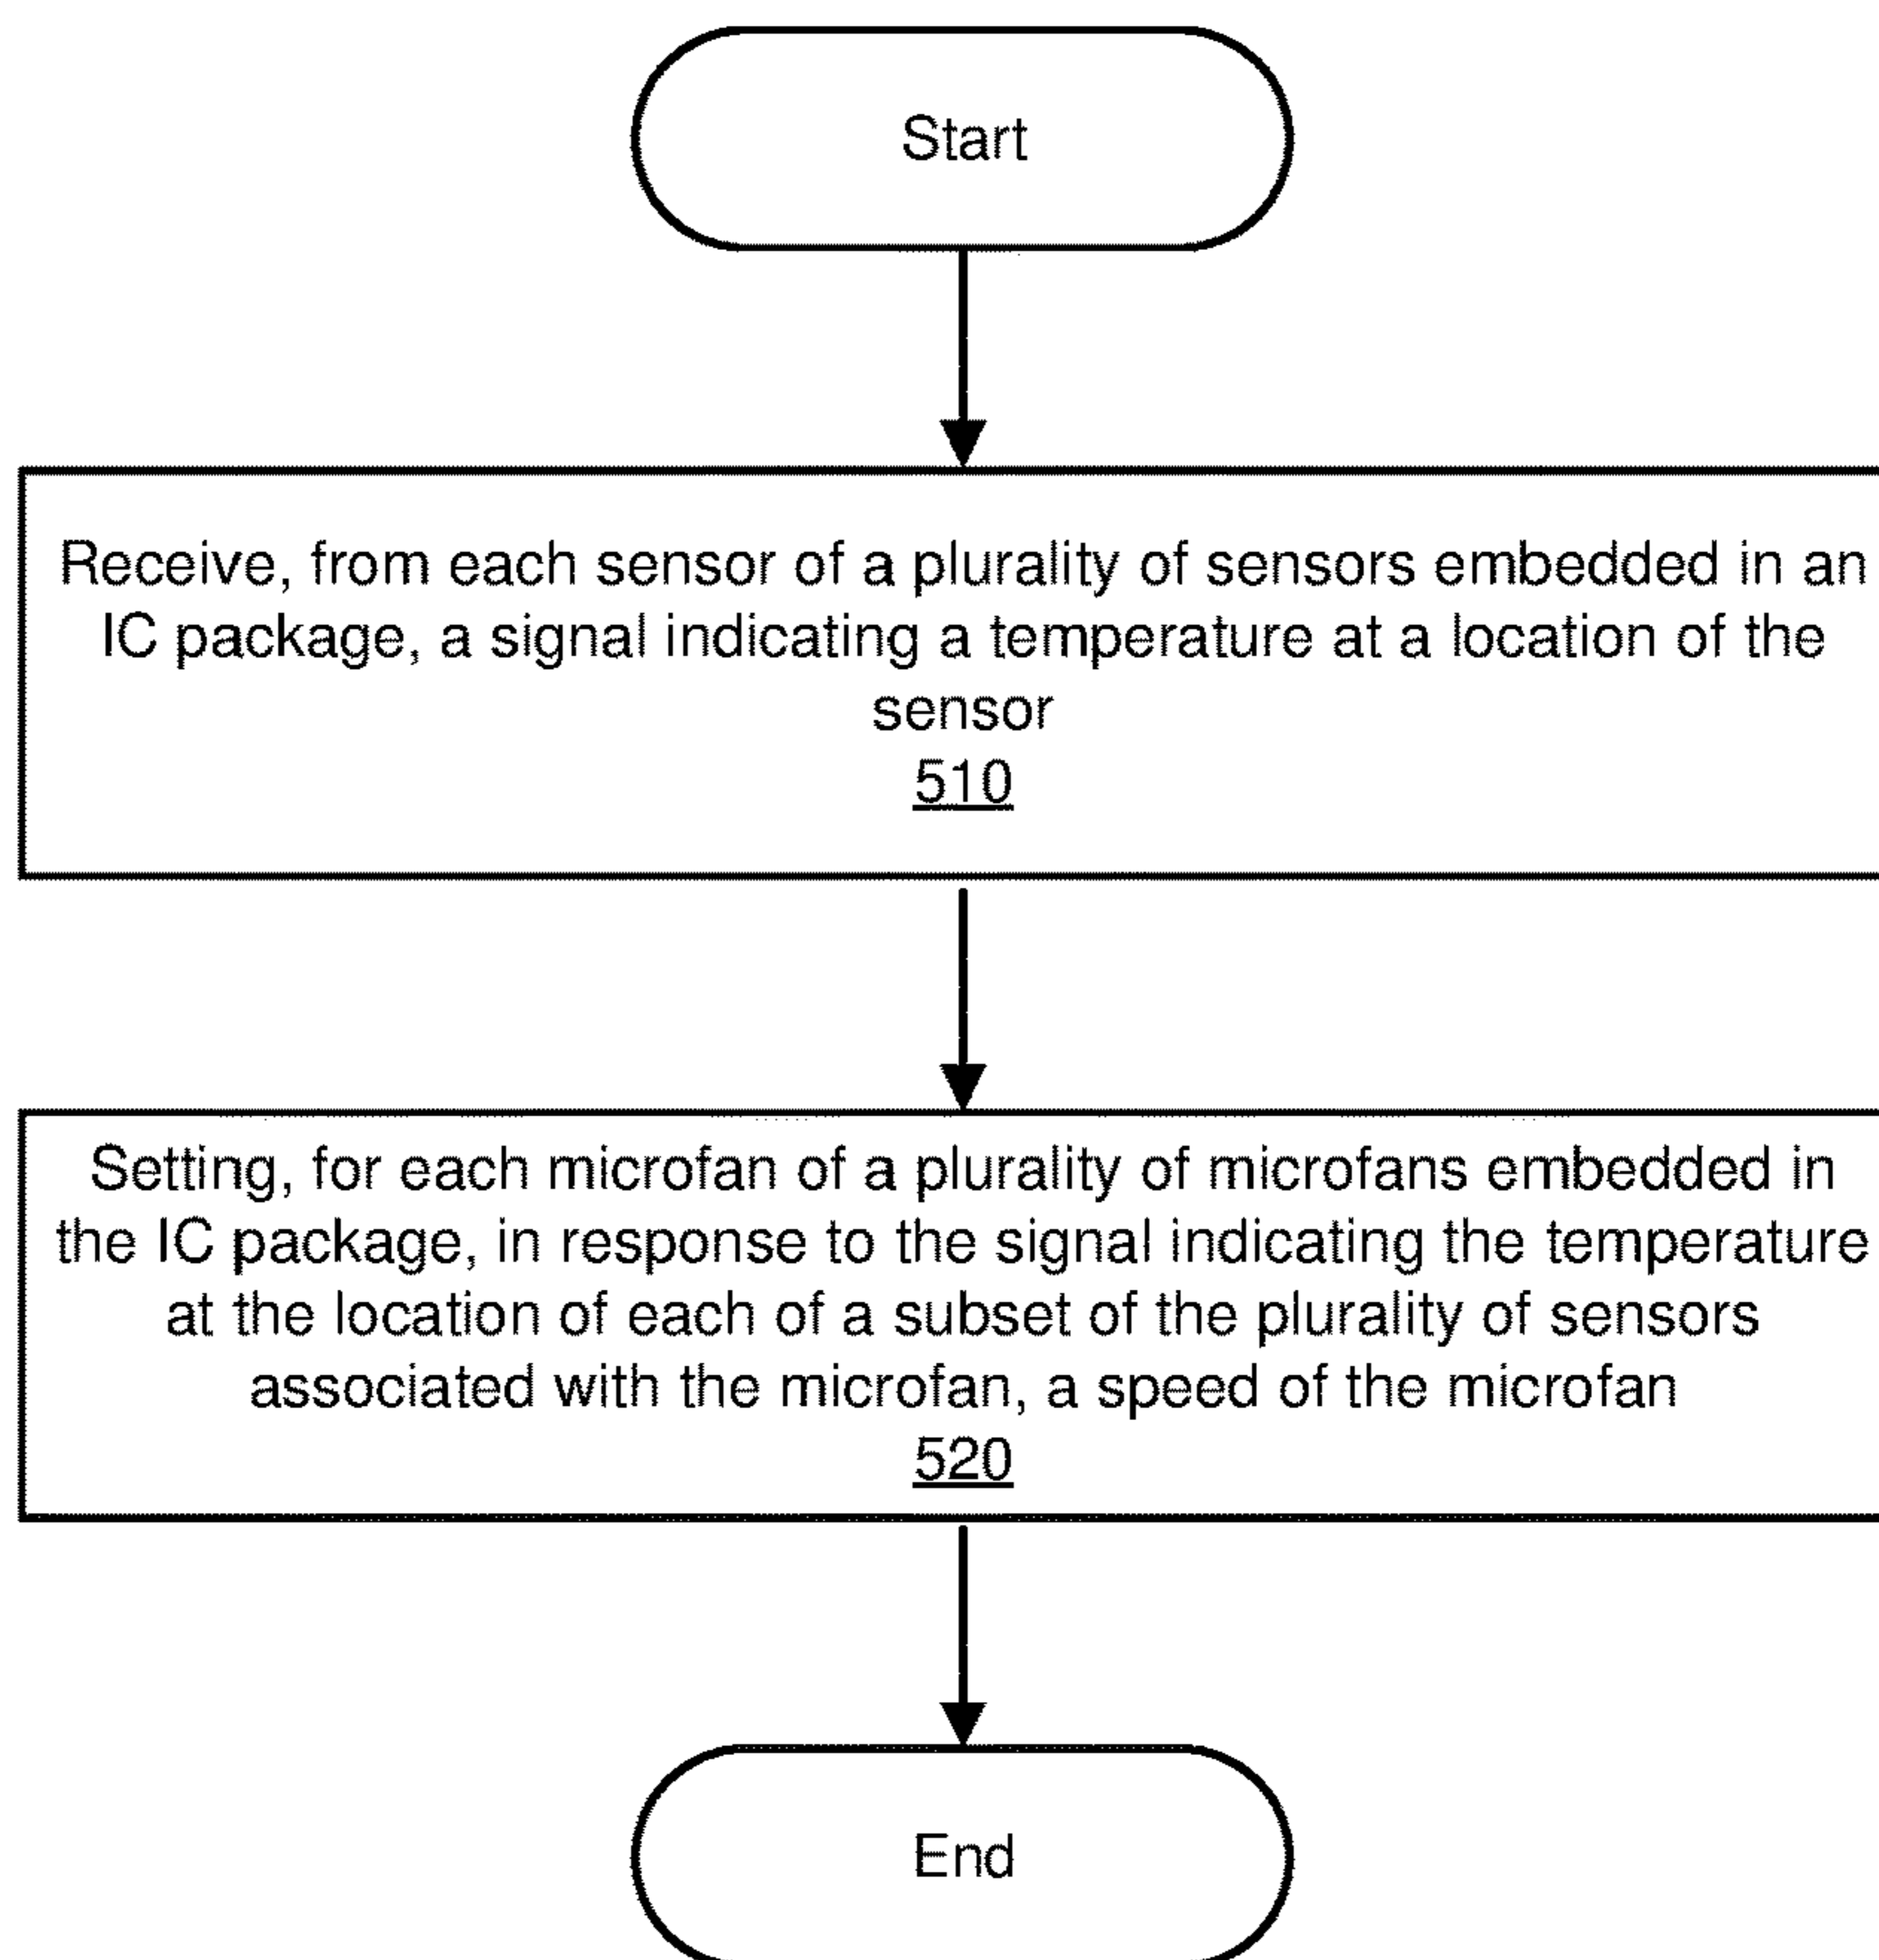 Start
Receive, from each sensor of a plurality of sensors embedded in an
IC package, a signal indicating a temperature at a location of the
sensor
510
Setting, for each microfan of a plurality of microfans embedded in
the IC package, in response to the signal indicating the temperature
at the location of each of a subset of the plurality of sensors
associated with the microfan, a speed of the microfan
520
End